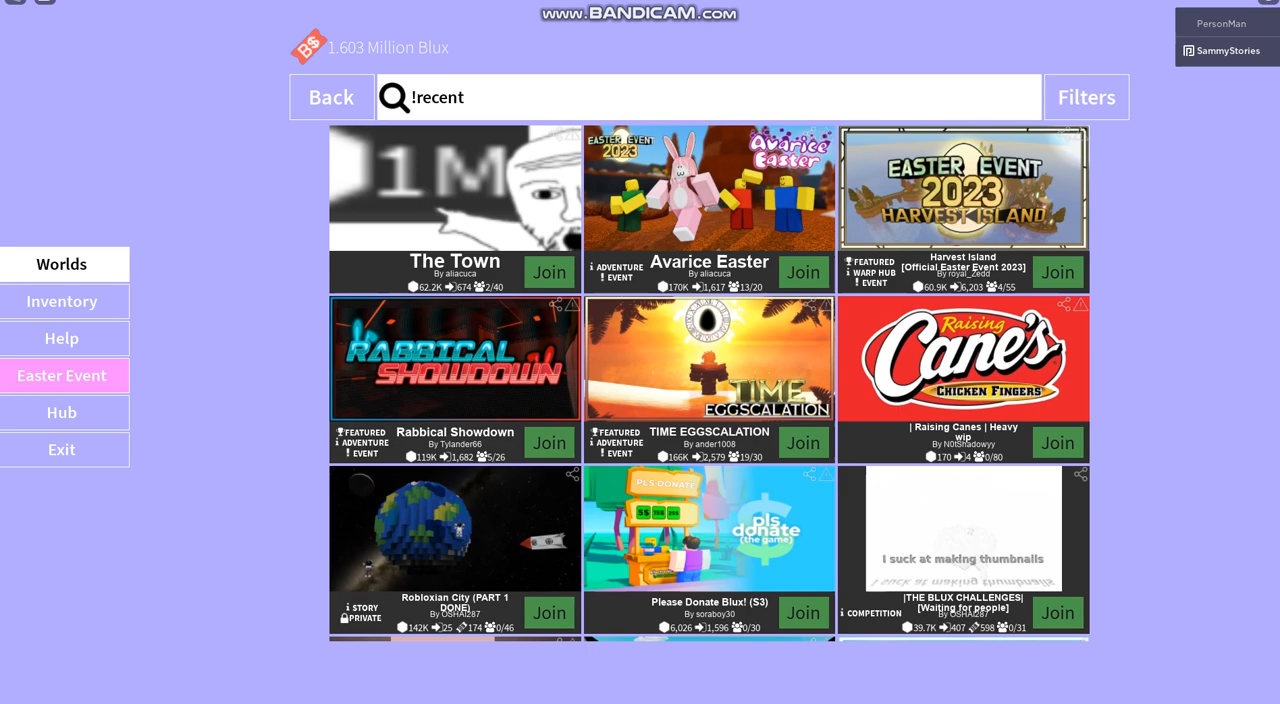 www.BANDICAM.com
PersonMan
SammyStories
B$
1.603 Million Blux
Back
!recent
Filters
Worlds
Inventory
Help
Easter Event
Hub
Exit
1M
The Town
By aliacuca
62.2K 674 2/40
Join
EASTER EVENT
2023
Avarice
Easter
ADVENTURE
EVENT
Avarice Easter
By aliacuca
170K 1,617 13/20
Join
EASTER EVENT
2023
HARVEST ISLAND
FEATURED
WARP HUB
EVENT
Harvest Island
[Official Easter Event 2023]
By royal_Zedd
60.9K 6,203 4/55
Join
RABBICAL
SHOWDOWN
FEATURED
ADVENTURE
EVENT
Rabbical Showdown
By Tylander66
119K 1,682 5/26
Join
TIME
EGGSCALATION
FEATURED
ADVENTURE
EVENT
TIME EGGSCALATION
By ander1008
166K 2,579 19/30
Join
Raising
Cane's
CHICKEN FINGERS
| Raising Canes | Heavy
wip
By N0tShadowyy
170 4 0/80
Join
STORY
PRIVATE
Robloxian City (PART 1
DONE)
By OSHAI287
142K 25 174 0/46
Join
PLS DONATE
pls
donate
(the game)
Please Donate Blux! (S3)
By soraboy30
6,026 1,596 0/30
Join
I suck at making thumbnails
COMPETITION
|THE BLUX CHALLENGES|
[Waiting for people]
By OSHAI287
39.7K 407 598 0/31
Join